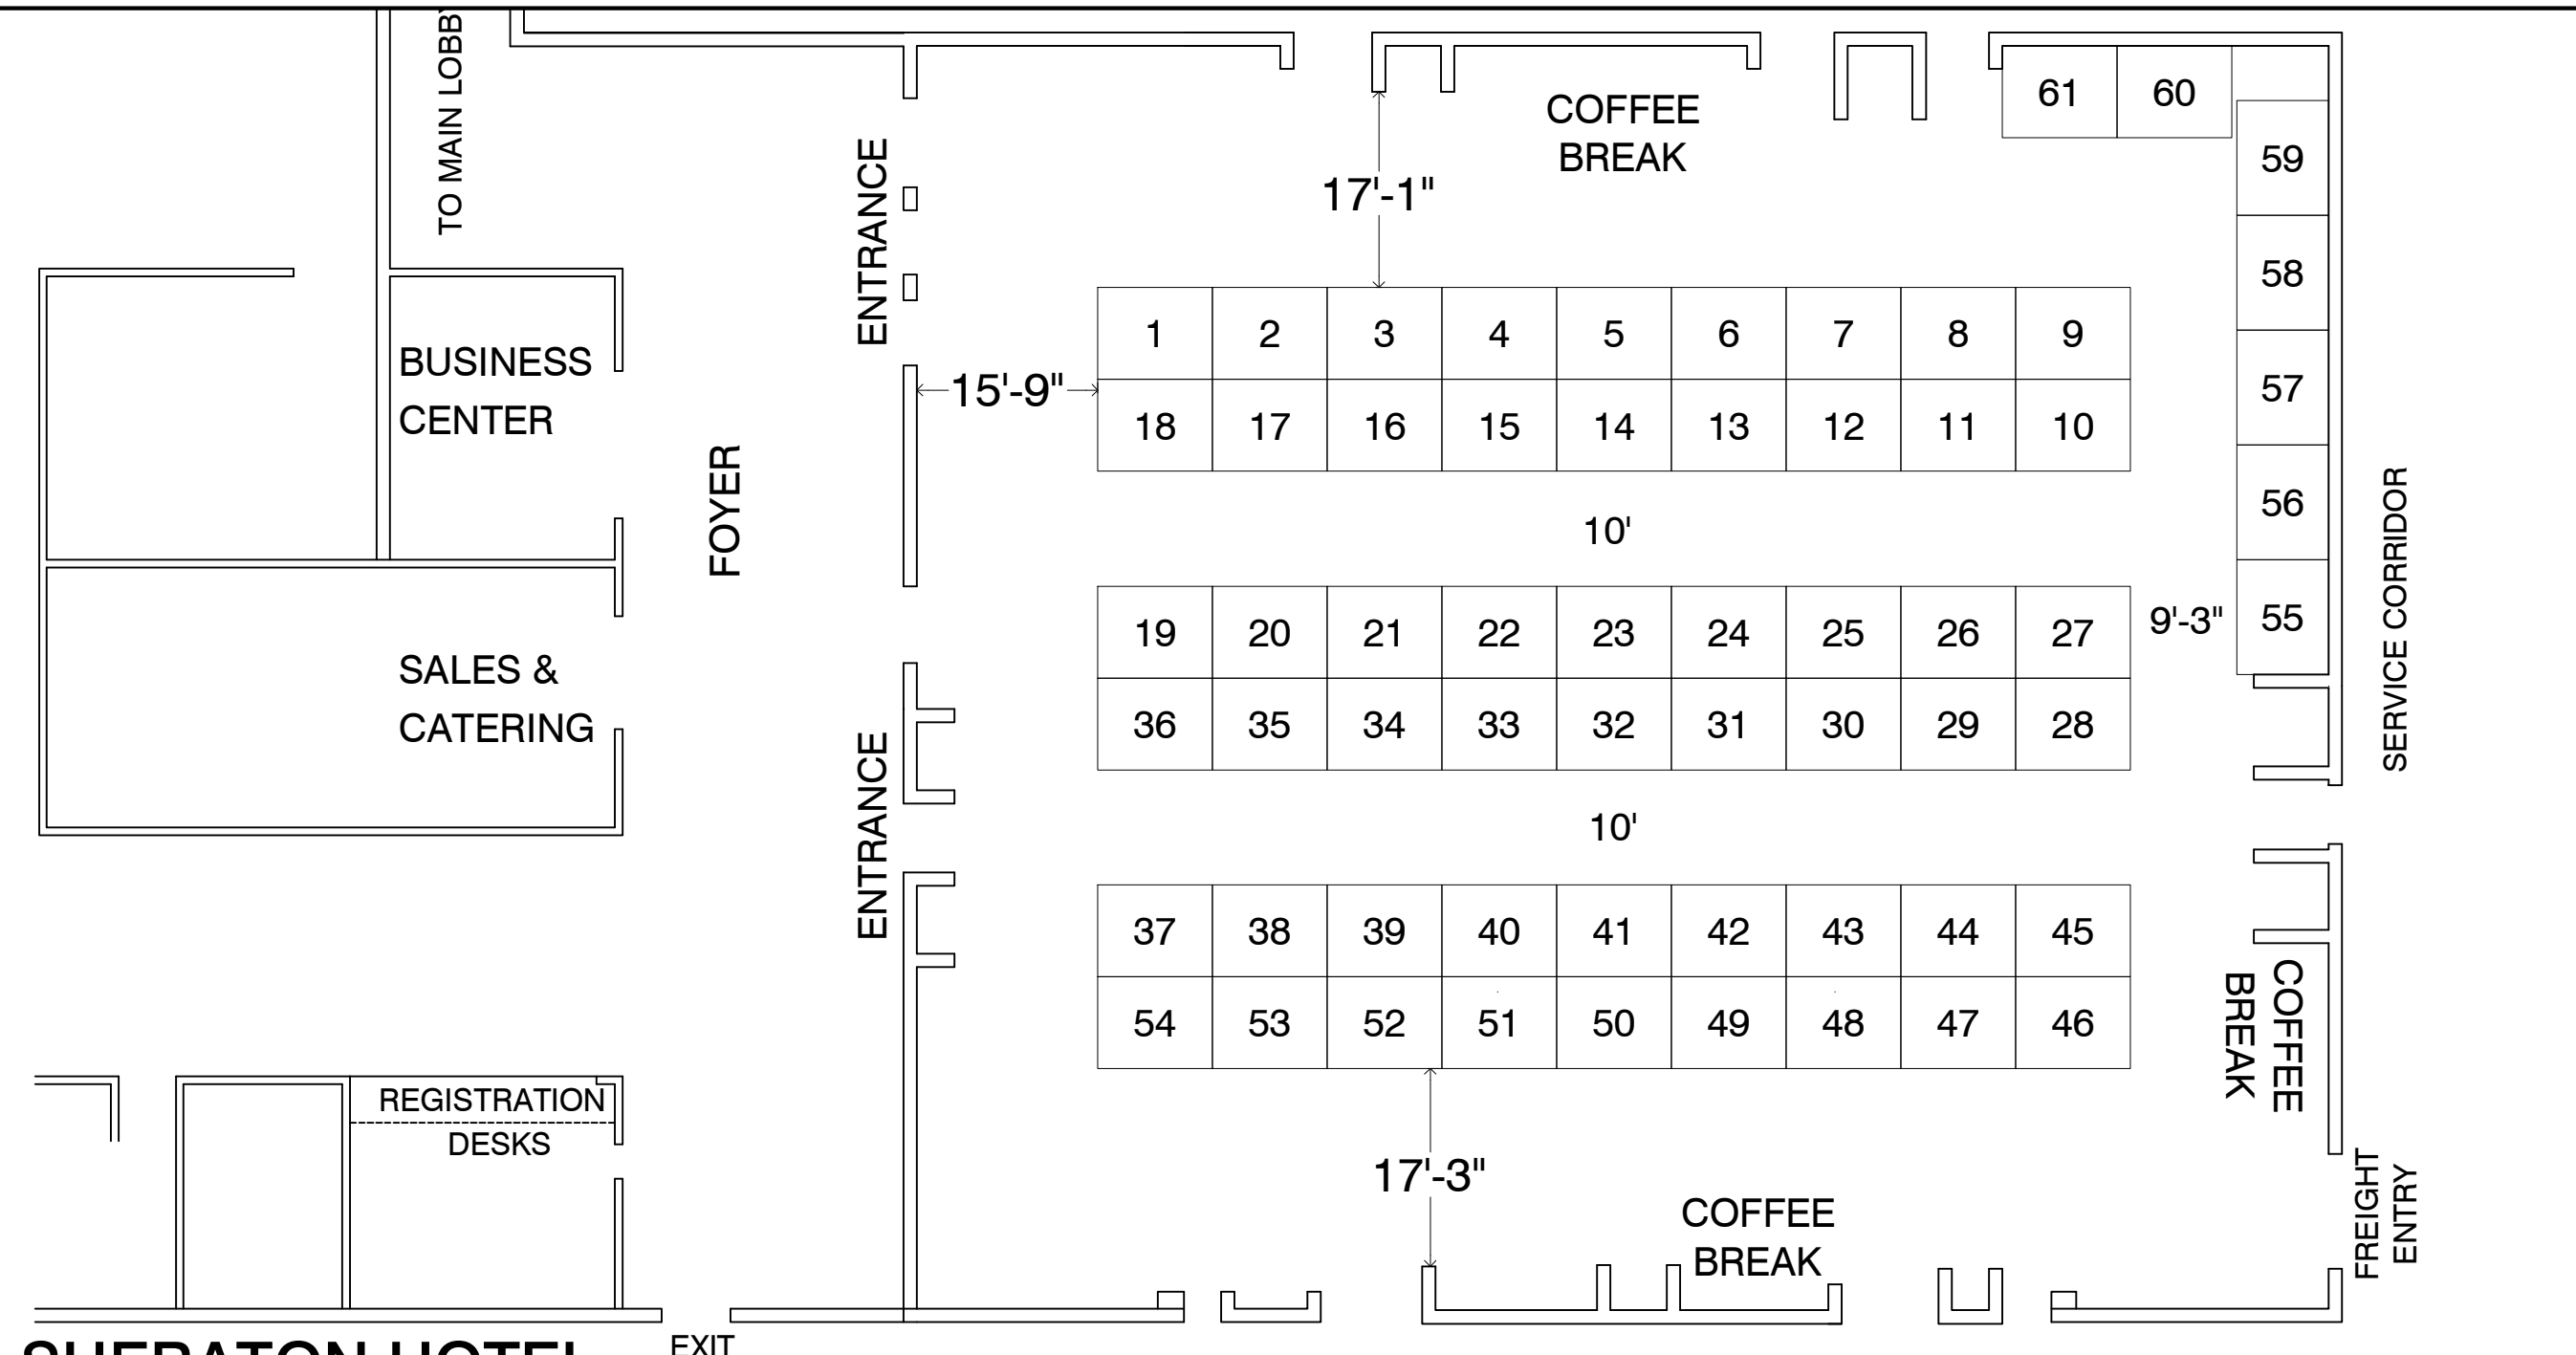 TO MAIN LOBBY
COFFEE
BREAK
61 60
59
58
57
56
55
17'-1"
ENTRANCE
BUSINESS
CENTER
FOYER
15'-9"
1 2 3 4 5 6 7 8 9
18 17 16 15 14 13 12 11 10
10'
SERVICE CORRIDOR
SALES &
CATERING
19 20 21 22 23 24 25 26 27
9'-3"
36 35 34 33 32 31 30 29 28
ENTRANCE
10'
37 38 39 40 41 42 43 44 45
54 53 52 51 50 49 48 47 46
COFFEE
BREAK
REGISTRATION
DESKS
17'-3"
COFFEE
BREAK
FREIGHT
ENTRY
EXIT
SHERATON HOTEL